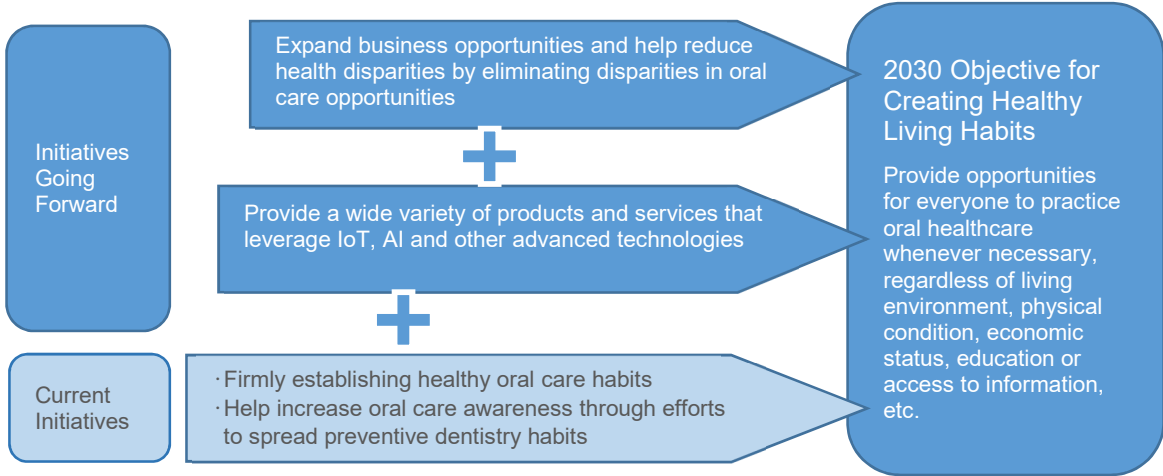 Initiatives
Going
Forward
Expand business opportunities and help reduce
health disparities by eliminating disparities in oral
care opportunities
Provide a wide variety of products and services that
leverage IoT, AI and other advanced technologies
Current
Initiatives
·Firmly establishing healthy oral care habits
·Help increase oral care awareness through efforts
to spread preventive dentistry habits
2030 Objective for
Creating Healthy
Living Habits
Provide opportunities
for everyone to practice
oral healthcare
whenever necessary,
regardless of living
environment, physical
condition, economic
status, education or
access to information,
etc.